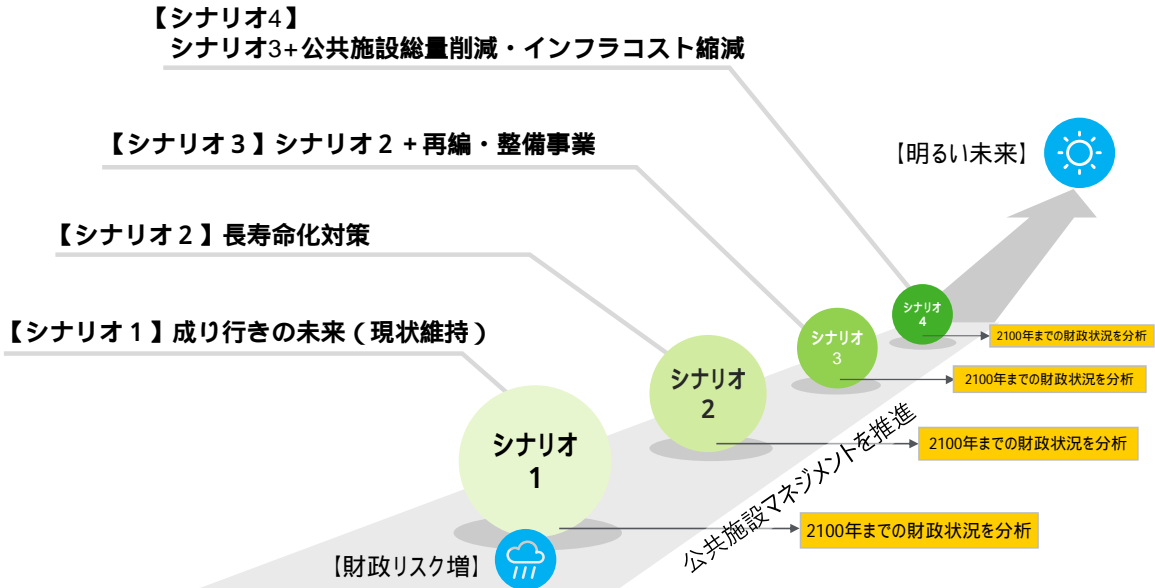 【シナリオ4】
シナリオ3+公共施設総量削減・インフラコスト縮減
【シナリオ３】シナリオ２+再編・整備事業
【明るい未来】
【シナリオ２】長寿命化対策
【シナリオ１】成り行きの未来（現状維持）
シナリオ
4
2100年までの財政状況を分析
シナリオ
3
2100年までの財政状況を分析
シナリオ
2
2100年までの財政状況を分析
シナリオ
1
2100年までの財政状況を分析
公共施設マネジメントを推進
【財政リスク増】